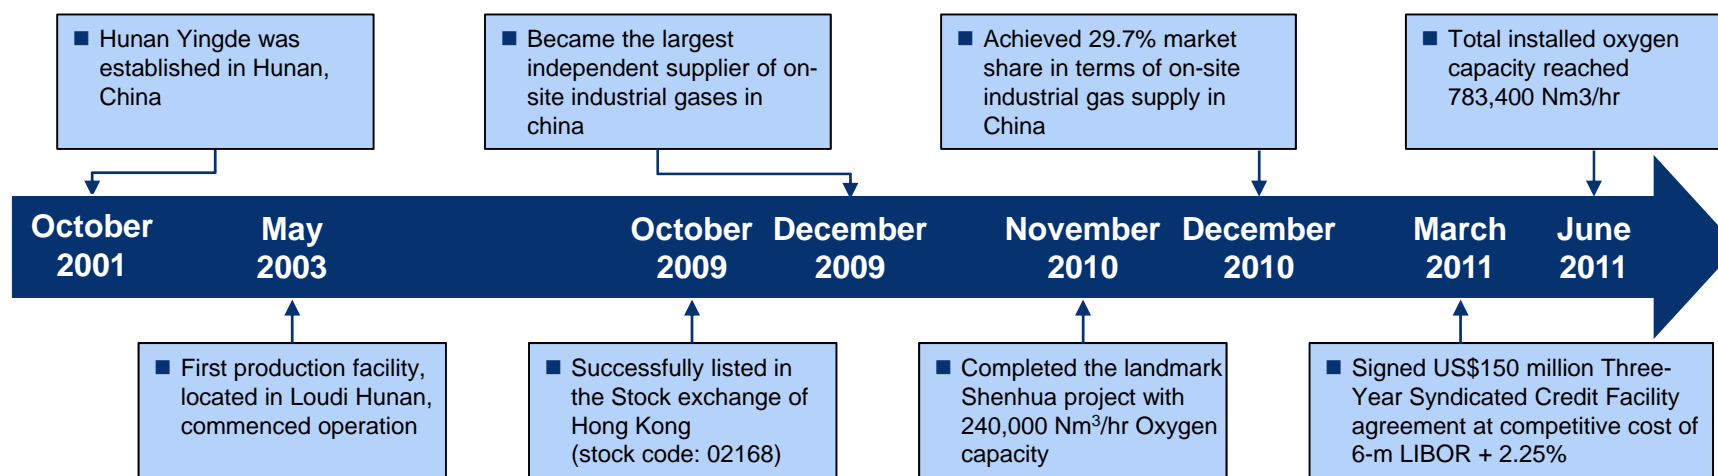 ■ Hunan Yingde was
established in Hunan,
China
■ Became the largest
independent supplier of on-
site industrial gases in
china
■ Achieved 29.7% market
share in terms of on-site
industrial gas supply in
China
■ Total installed oxygen
capacity reached
783,400 Nm3/hr
October
2001
May
2003
October
2009
December
2009
November
2010
December
2010
March
2011
June
2011
■ First production facility,
located in Loudi Hunan,
commenced operation
■ Successfully listed in
the Stock exchange of
Hong Kong
(stock code: 02168)
■ Completed the landmark
Shenhua project with
240,000 Nm³/hr Oxygen
capacity
■ Signed US$150 million Three-
Year Syndicated Credit Facility
agreement at competitive cost of
6-m LIBOR + 2.25%